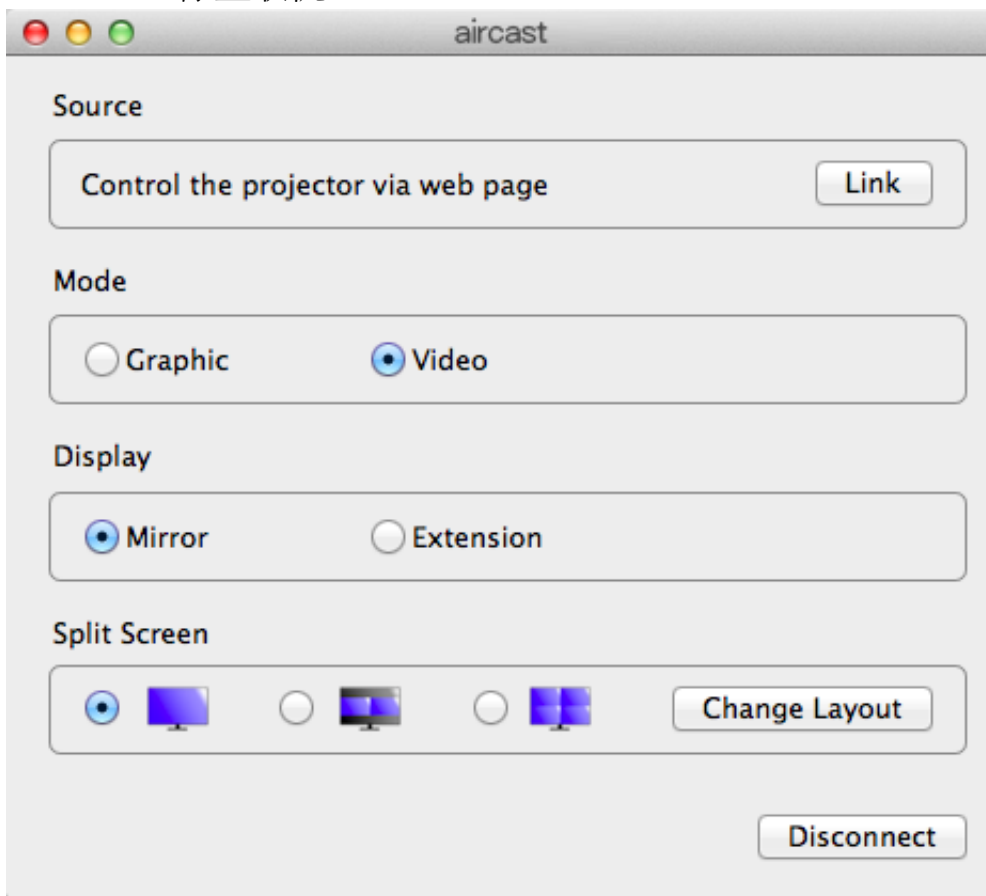 aircast
Source
Control the projector via web page Link
Mode
Graphic Video
Display
Mirror Extension
Split Screen
Change Layout
Disconnect